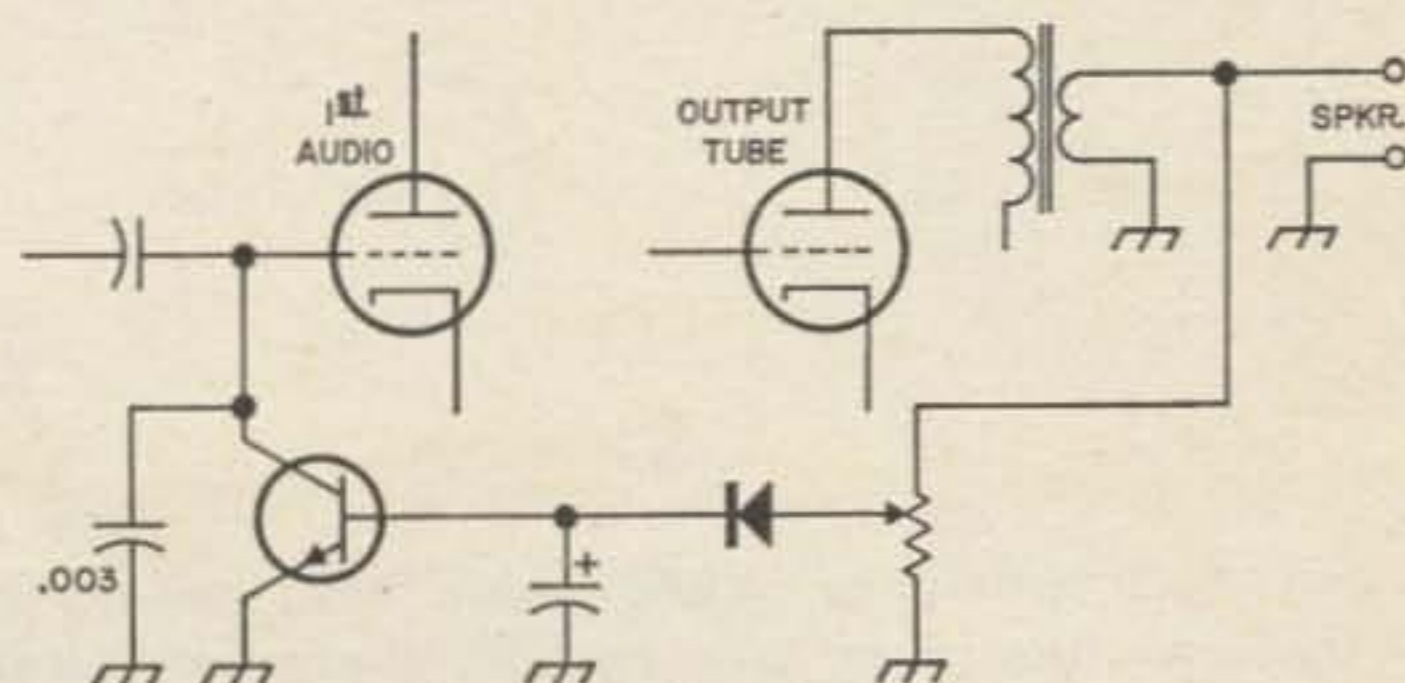 1st
AUDIO
OUTPUT
TUBE
SPKR.
.003
+